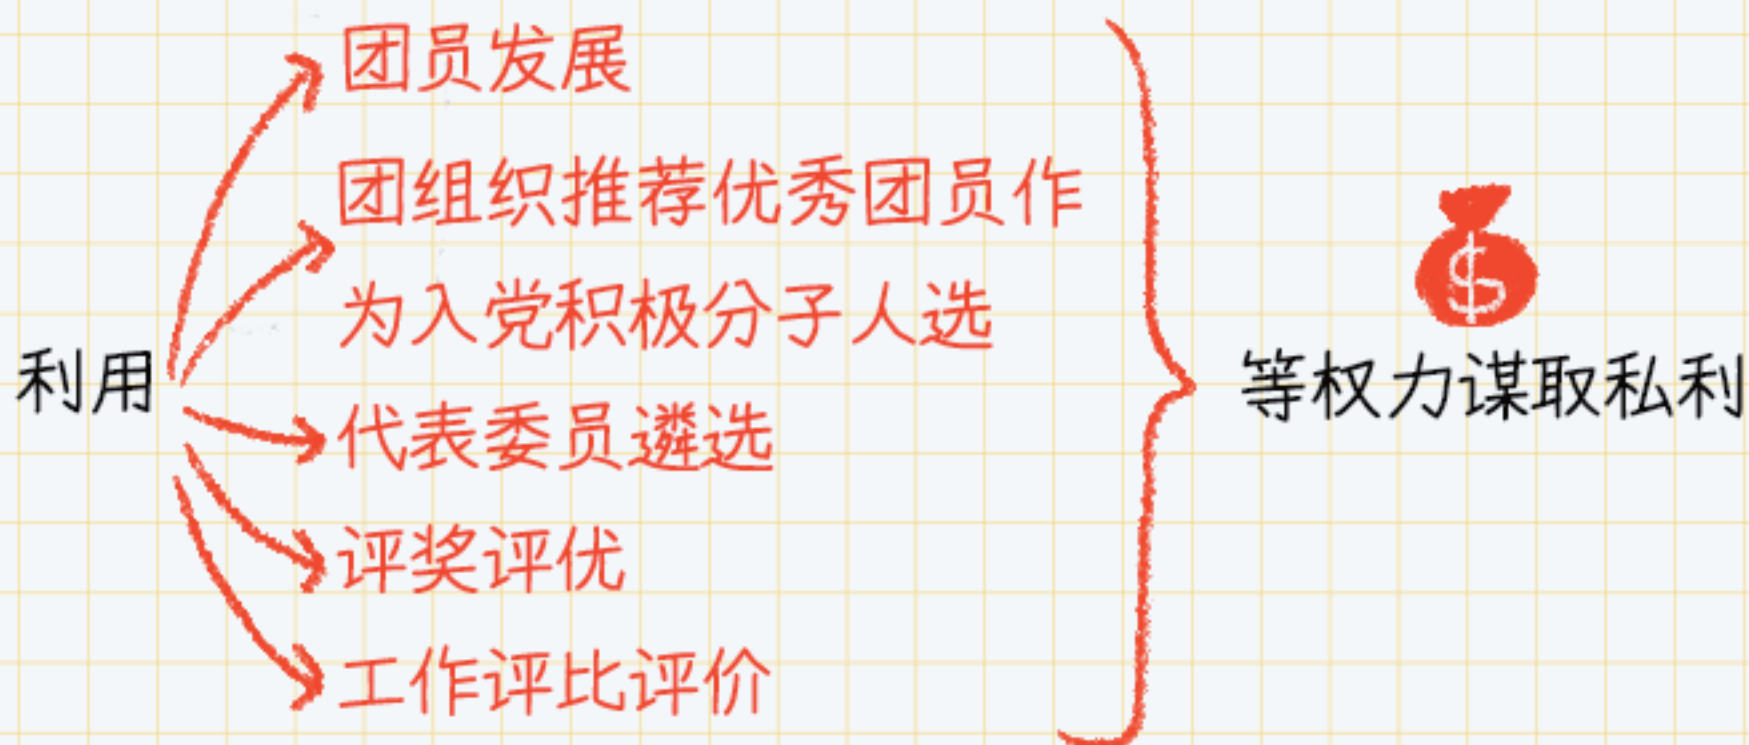 团员发展
团组织推荐优秀团员作
为入党积极分子人选
利用
代表委员遴选
评奖评优
工作评比评价
$
等权力谋取私利